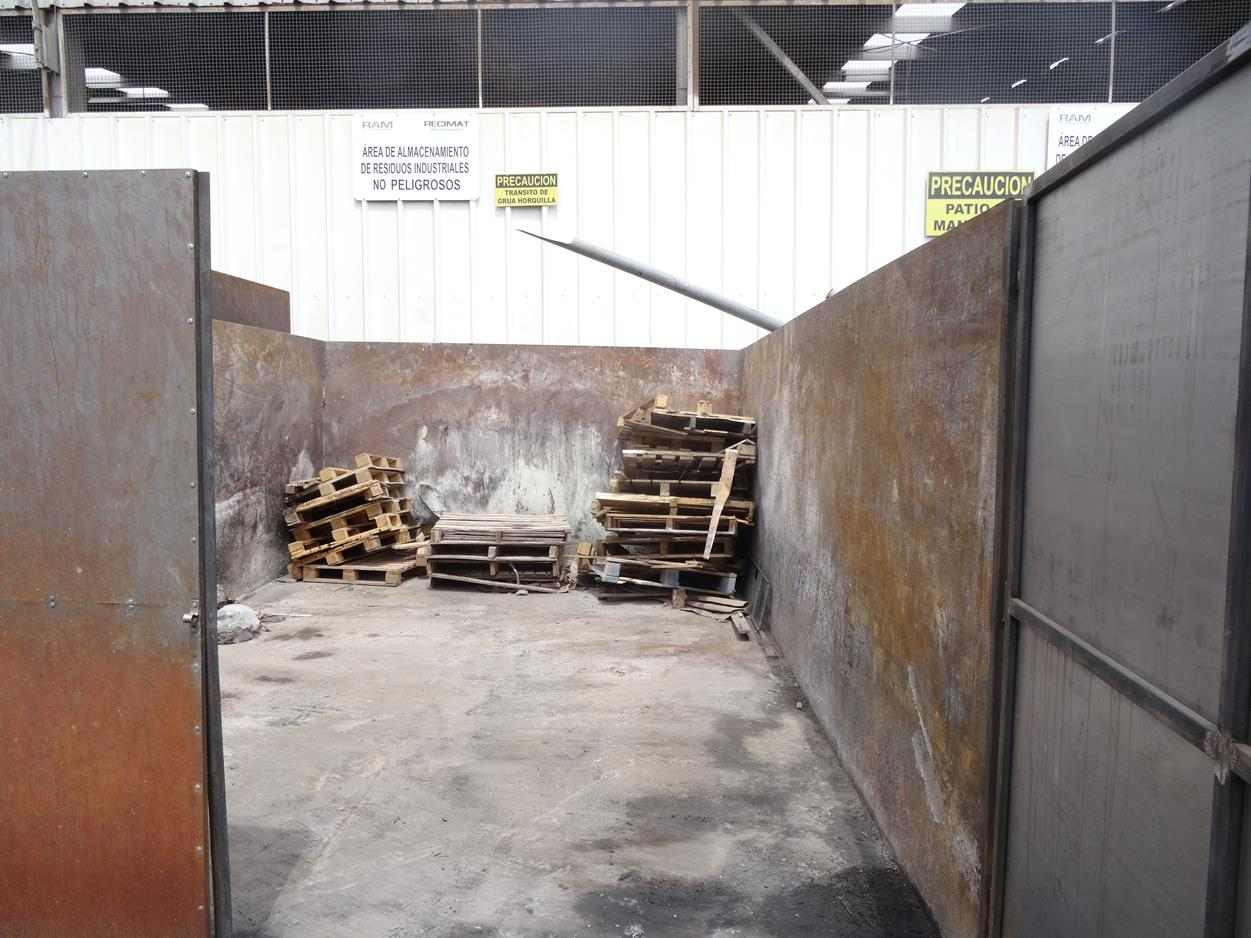 RAM RECIMAT
ÁREA DE ALMACENAMIENTO
DE RESIDUOS INDUSTRIALES
NO PELIGROSOS
PRECAUCION
TRANSITO DE
GRUA HORQUILLA
PRECAUCION
PATIO
RAM
ÁREA DE